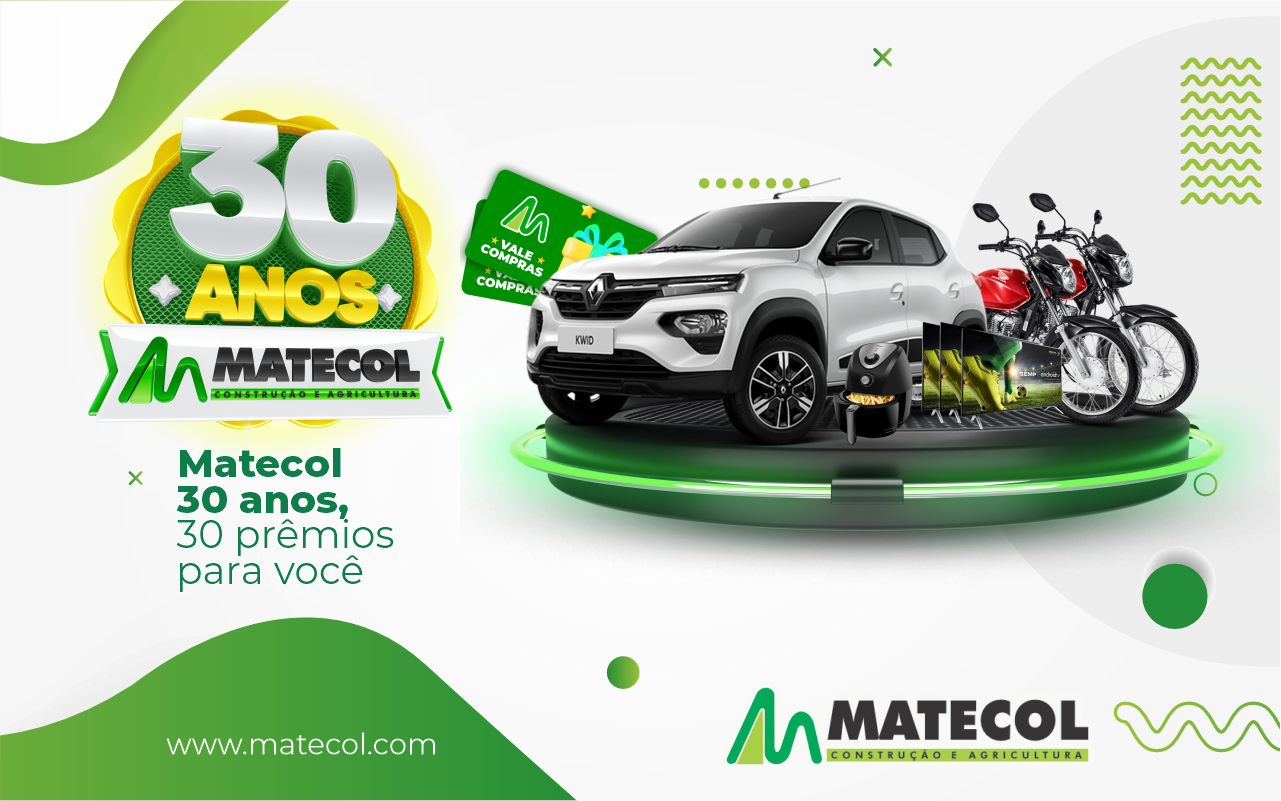 30
ANOS
MATECOL
CONSTRUÇÃO E AGRICULTURA
Matecol
30 anos,
30 prêmios
para você
VALE
COMPRAS
COMPRAS
KWID
SEMP
www.matecol.com
MATECOL
CONSTRUÇÃO E AGRICULTURA